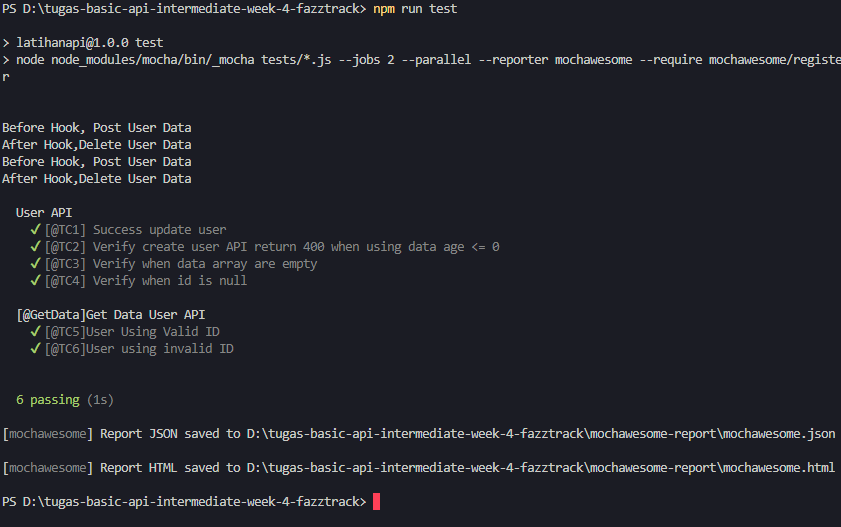 PS D:\tugas-basic-api-intermediate-week-4-fazztrack> npm run test
> latihanapi@1.0.0 test
> node node_modules/mocha/bin/_mocha tests/*.js --jobs 2 --parallel --reporter mochawesome --require mochawesome/registe
r
Before Hook, Post User Data
After Hook,Delete User Data
Before Hook, Post User Data
After Hook,Delete User Data
User API
✓ [@TC1] Success update user
✓ [@TC2] Verify create user API return 400 when using data age <= 0
✓ [@TC3] Verify when data array are empty
✓ [@TC4] Verify when id is null
[@GetData]Get Data User API
✓ [@TC5]User Using Valid ID
✓ [@TC6]User using invalid ID
6 passing (1s)
[mochawesome] Report JSON saved to D:\tugas-basic-api-intermediate-week-4-fazztrack\mochawesome-report\mochawesome.json
[mochawesome] Report HTML saved to D:\tugas-basic-api-intermediate-week-4-fazztrack\mochawesome-report\mochawesome.html
PS D:\tugas-basic-api-intermediate-week-4-fazztrack>